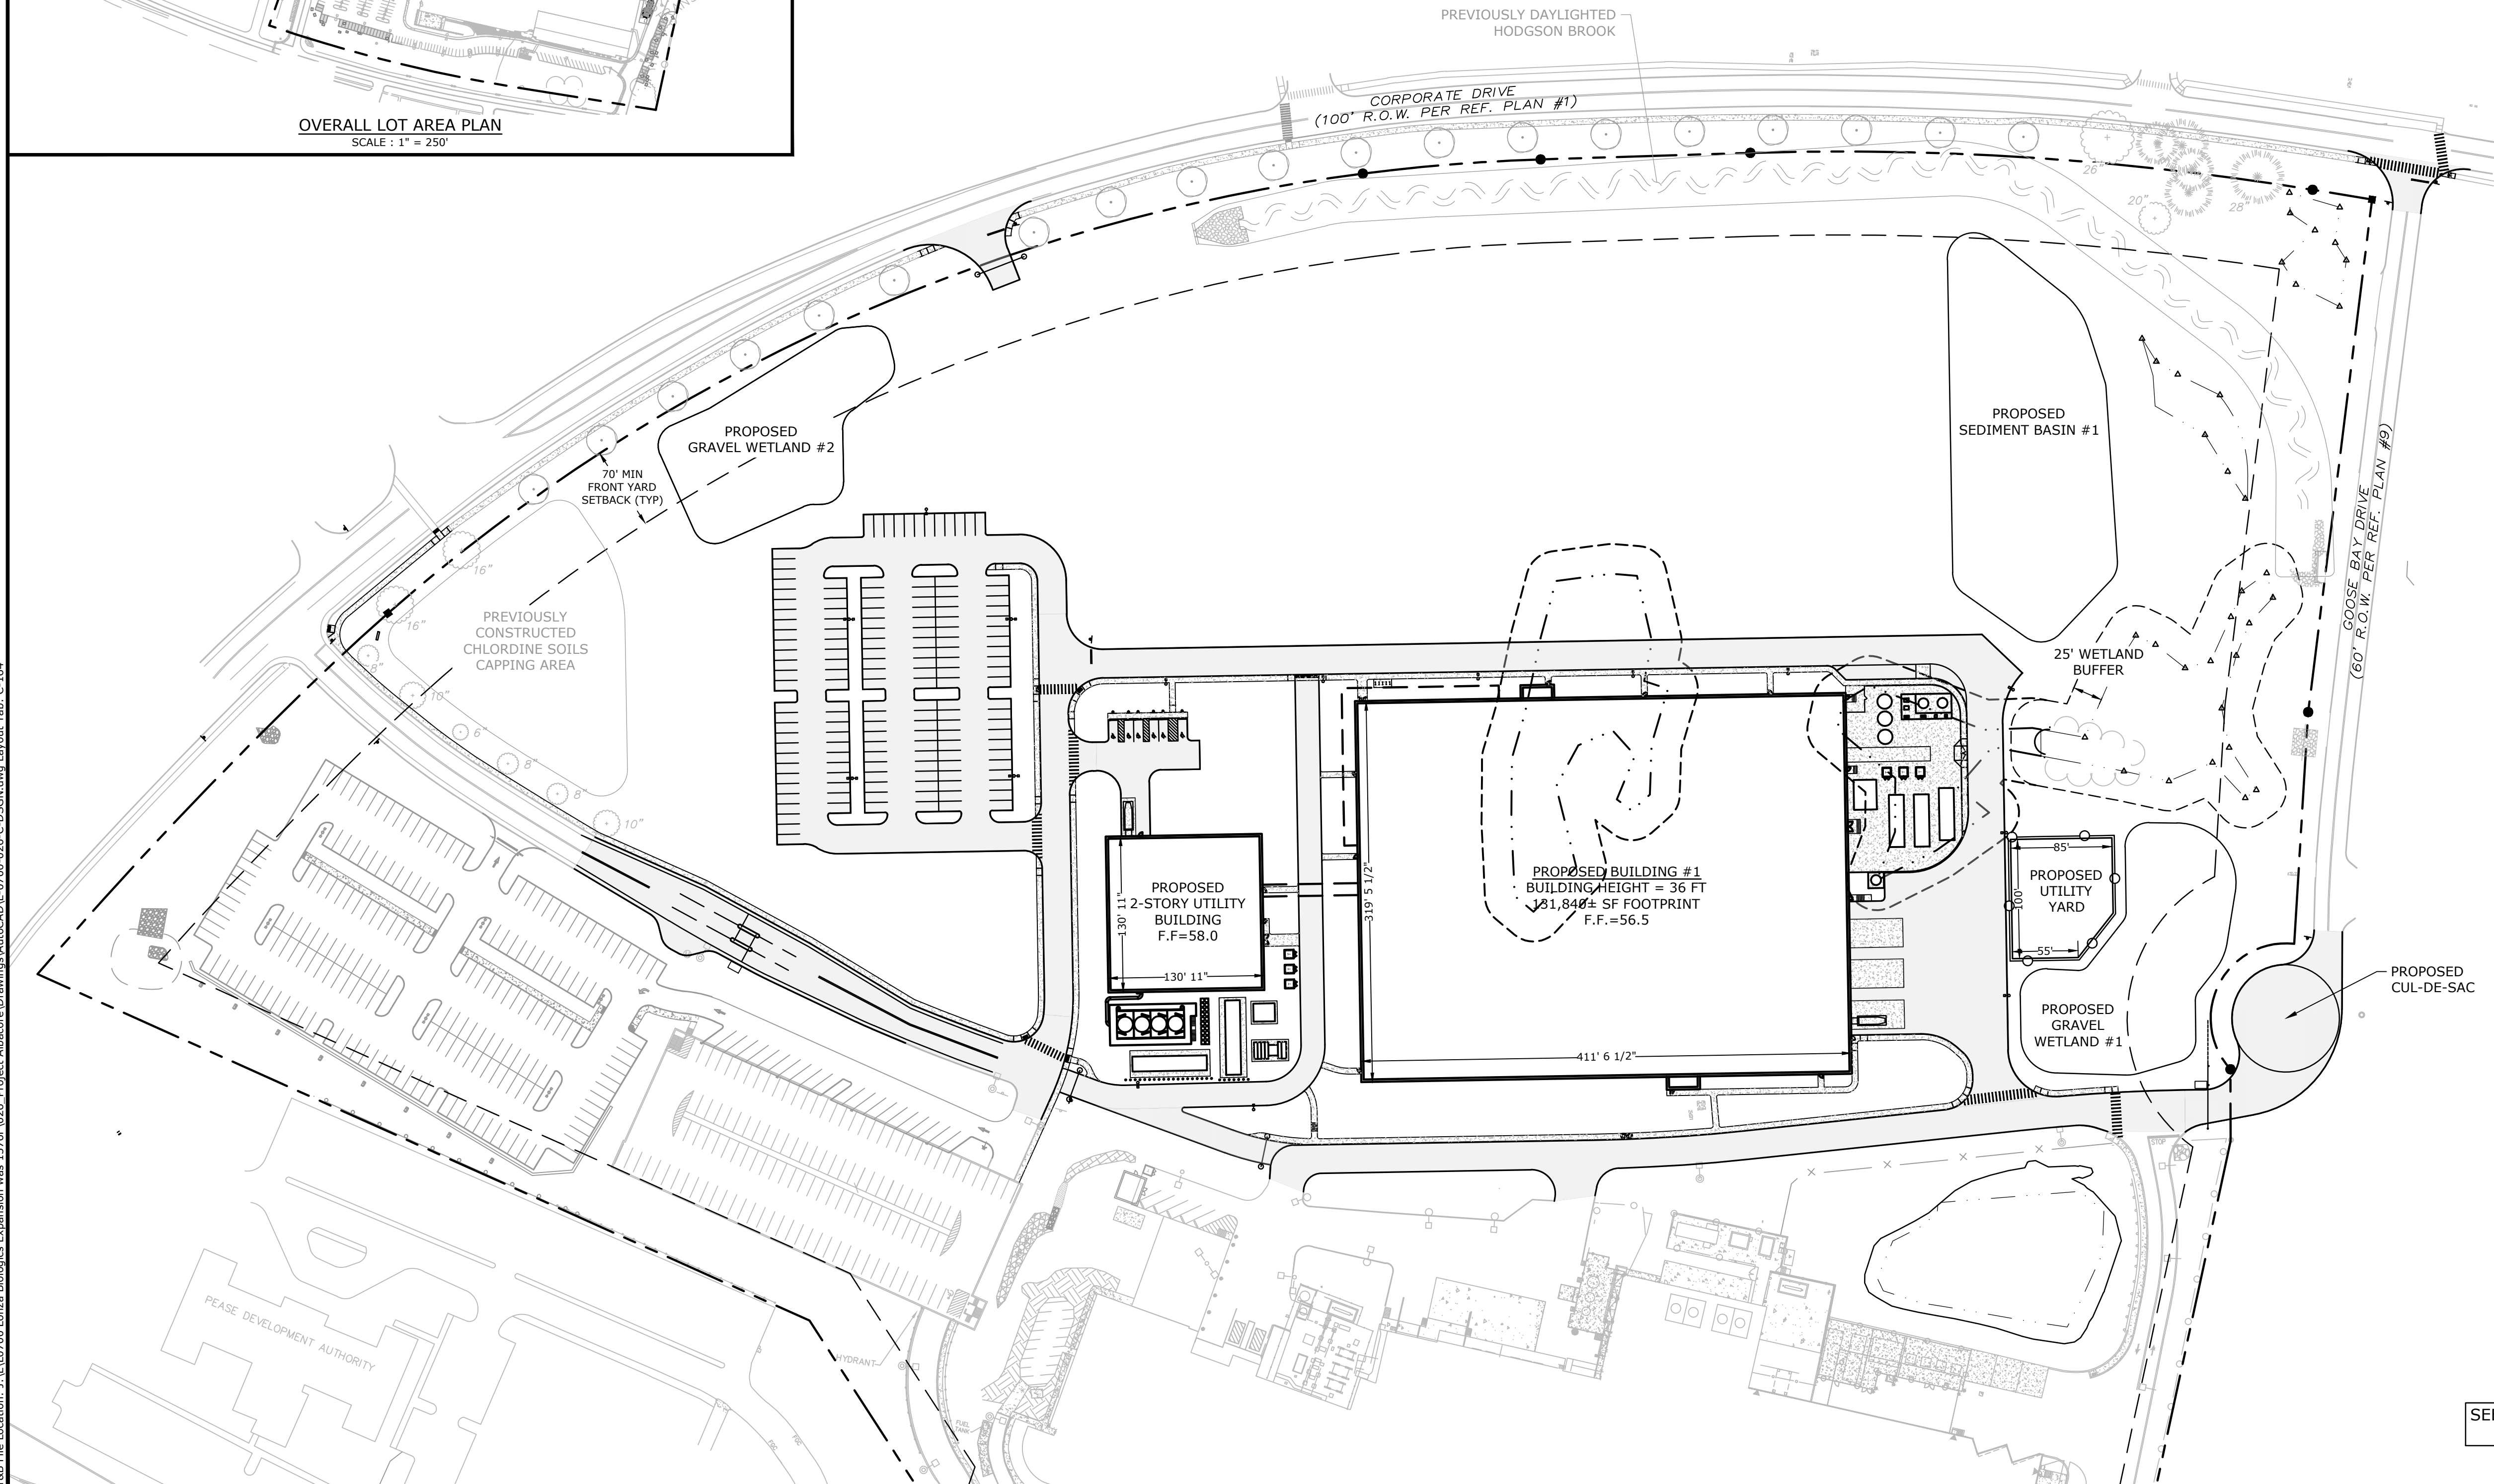 OVERALL LOT AREA PLAN
SCALE : 1" = 250'
PREVIOUSLY DAYLIGHTED
HODGSON BROOK
CORPORATE DRIVE
(100' R.O.W. PER REF. PLAN #1)
26"
20"
28"
PROPOSED
SEDIMENT BASIN #1
PROPOSED
GRAVEL WETLAND #2
70' MIN
FRONT YARD
SETBACK (TYP)
GOOSE BAY DRIVE
(60' R.O.W. PER REF. PLAN #9)
16"
16"
PREVIOUSLY
CONSTRUCTED
CHLORDINE SOILS
CAPPING AREA
8"
10"
6"
8"
8"
10"
25' WETLAND
BUFFER
PROPOSED
2-STORY UTILITY
BUILDING
F.F=58.0
130' 11"
130' 11"
PROPOSED BUILDING #1
BUILDING HEIGHT = 36 FT
131,840± SF FOOTPRINT
F.F.=56.5
319' 5 1/2"
411' 6 1/2"
85'
PROPOSED
UTILITY
YARD
100'
55'
PROPOSED
CUL-DE-SAC
PROPOSED
GRAVEL
WETLAND #1
STOP
PEASE DEVELOPMENT AUTHORITY
HYDRANT
FUEL
TANK